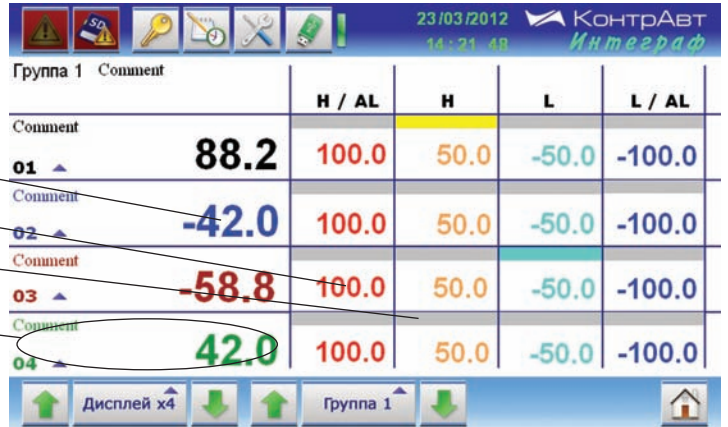 23/03/2012 КонтрАвт
14:21 48 Интеграф
Группа 1 Comment
H / AL H L L / AL
Comment
01 88.2 100.0 50.0 -50.0 -100.0
Comment
02 -42.0 100.0 50.0 -50.0 -100.0
Comment
03 -58.8 100.0 50.0 -50.0 -100.0
Comment
04 42.0 100.0 50.0 -50.0 -100.0
Дисплей x4 Группа 1